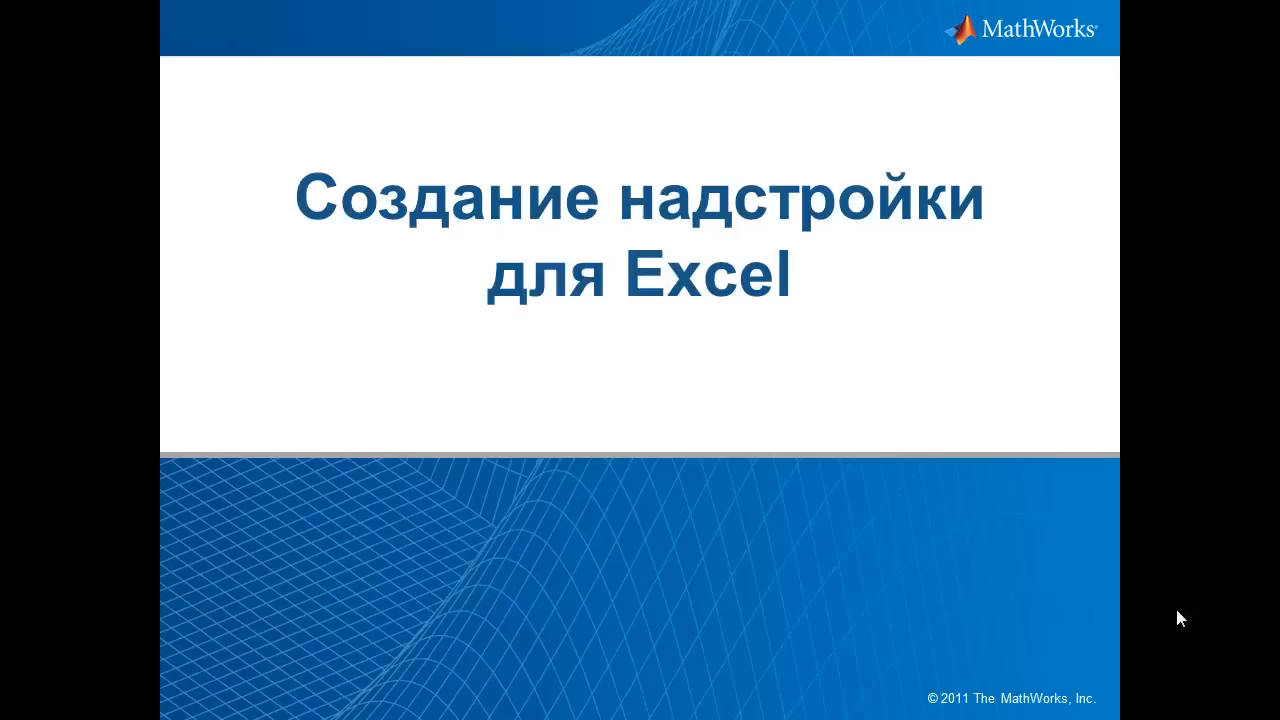 MathWorks®
Создание надстройки
для Excel
© 2011 The MathWorks, Inc.